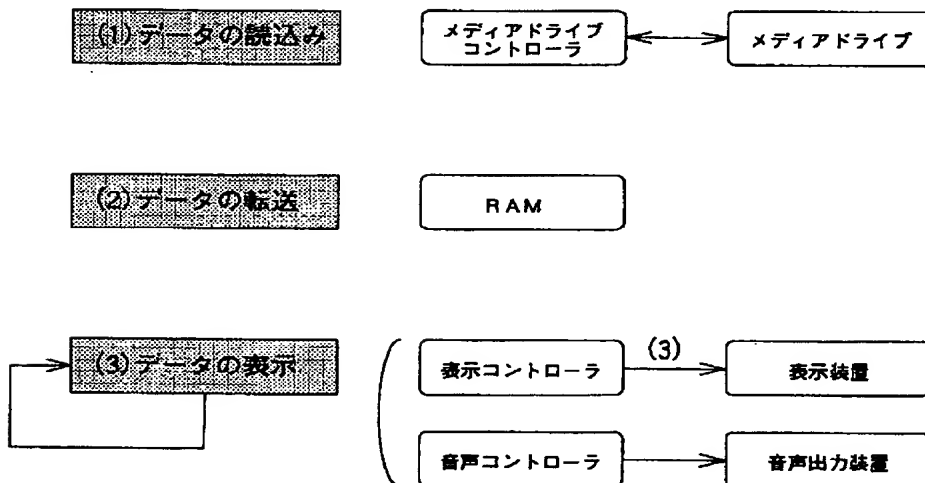 (1)データの読込み
メディアドライブ
コントローラ
メディアドライブ
(2)データの転送
RAM
(3)データの表示
表示コントローラ
(3)
表示装置
音声コントローラ
音声出力装置